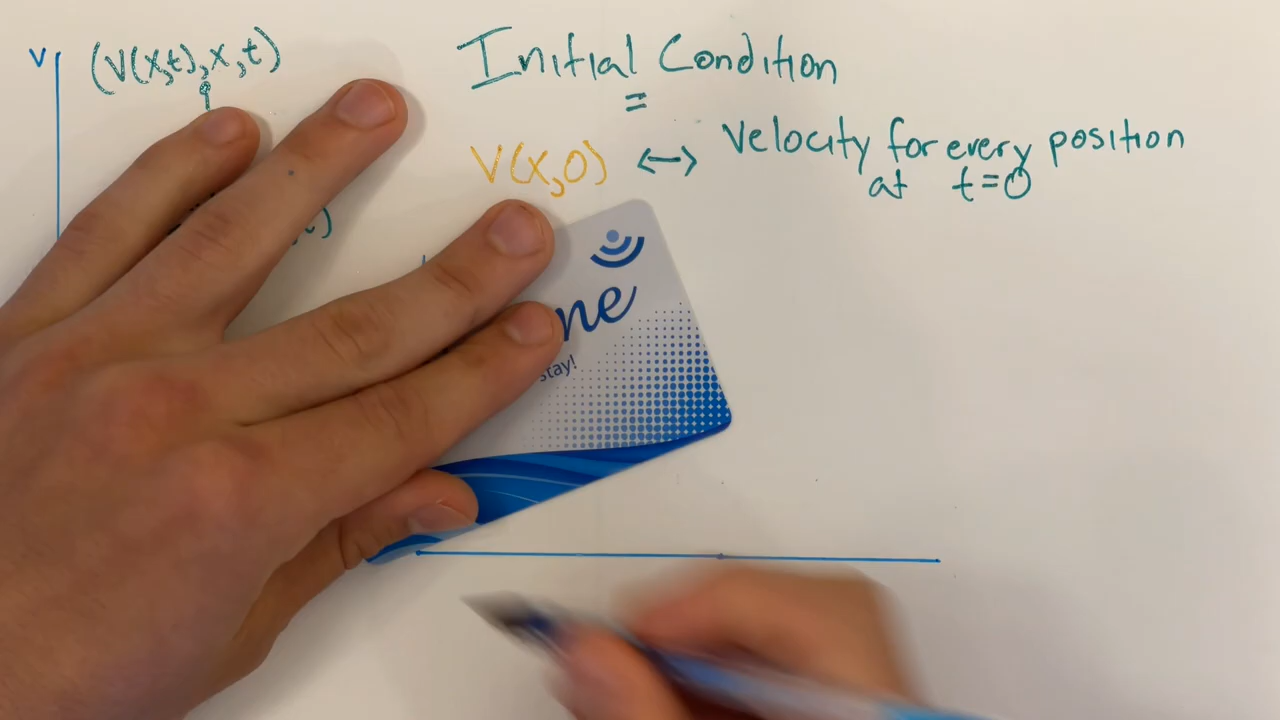 V (V(x,t),x,t)
Initial Condition
=
V(x,0) ↔ Velocity for every position
at t=0
ne
stay!